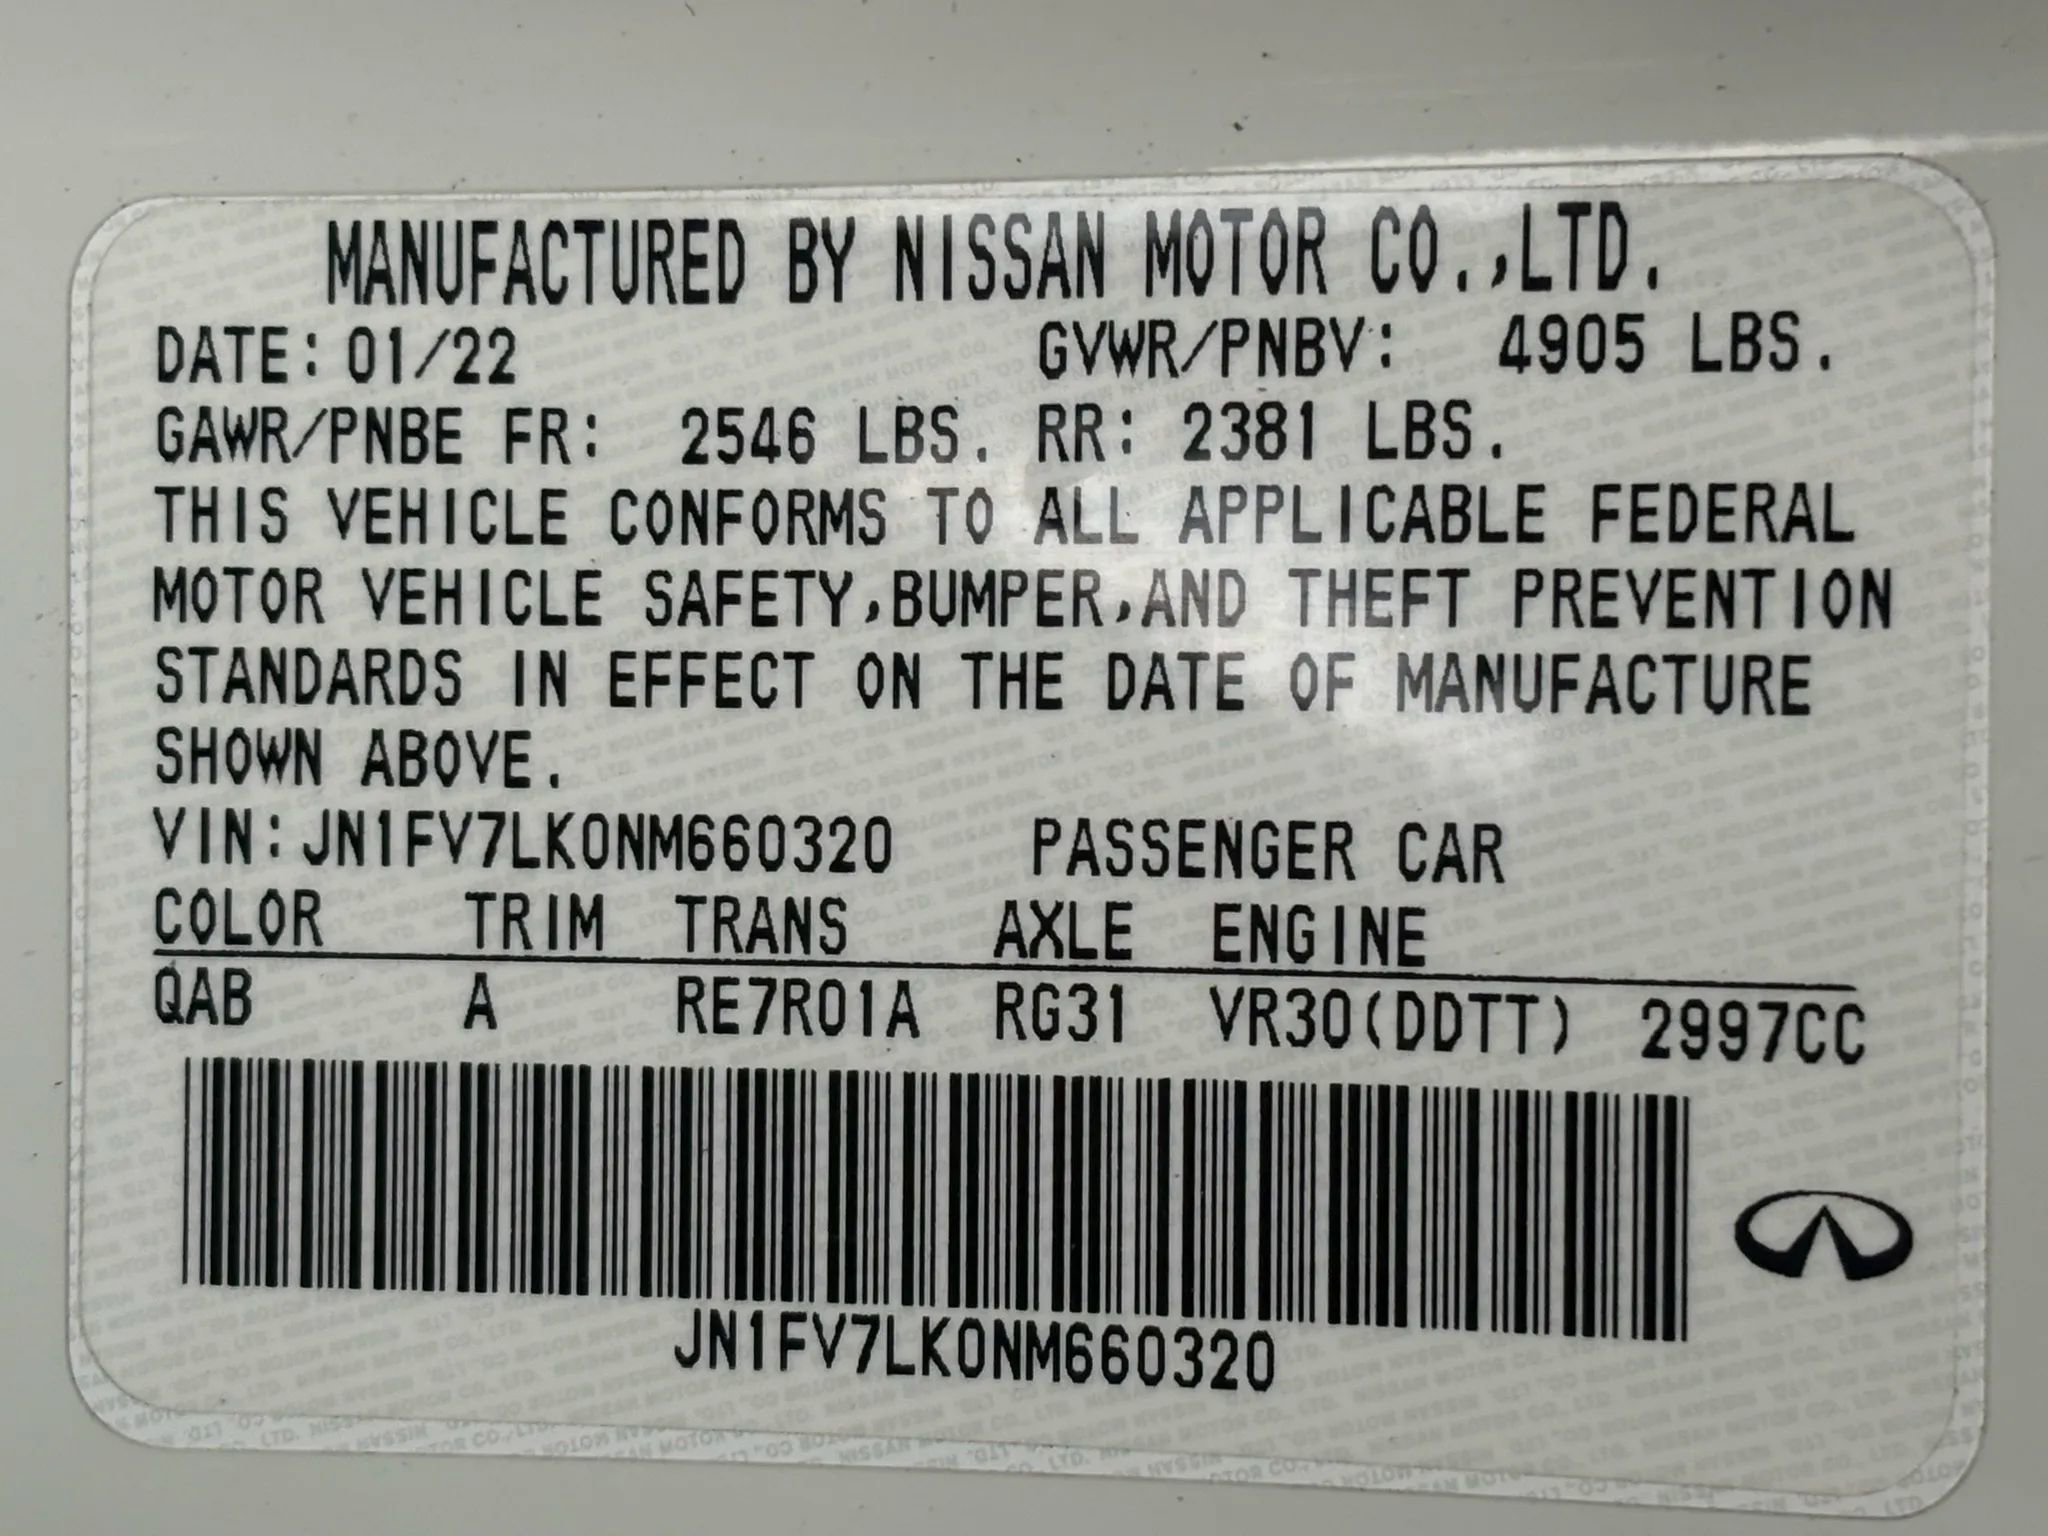 MANUFACTURED BY NISSAN MOTOR CO.,LTD.
DATE: 01/22 GVWR/PNBV: 4905 LBS.
GAWR/PNBE FR: 2546 LBS. RR: 2381 LBS.
THIS VEHICLE CONFORMS TO ALL APPLICABLE FEDERAL
MOTOR VEHICLE SAFETY,BUMPER,AND THEFT PREVENTION
STANDARDS IN EFFECT ON THE DATE OF MANUFACTURE
SHOWN ABOVE.
VIN:JN1FV7LK0NM660320 PASSENGER CAR
COLOR TRIM TRANS AXLE ENGINE
QAB A RE7R01A RG31 VR30(DDTT) 2997CC
JN1FV7LK0NM660320